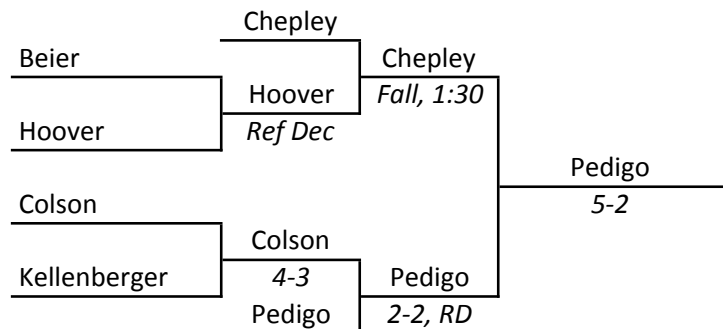 Chepley
Beier
Chepley
Hoover
Fall, 1:30
Hoover
Ref Dec
Pedigo
5-2
Colson
Colson
Kellenberger
4-3
Pedigo
Pedigo
2-2, RD